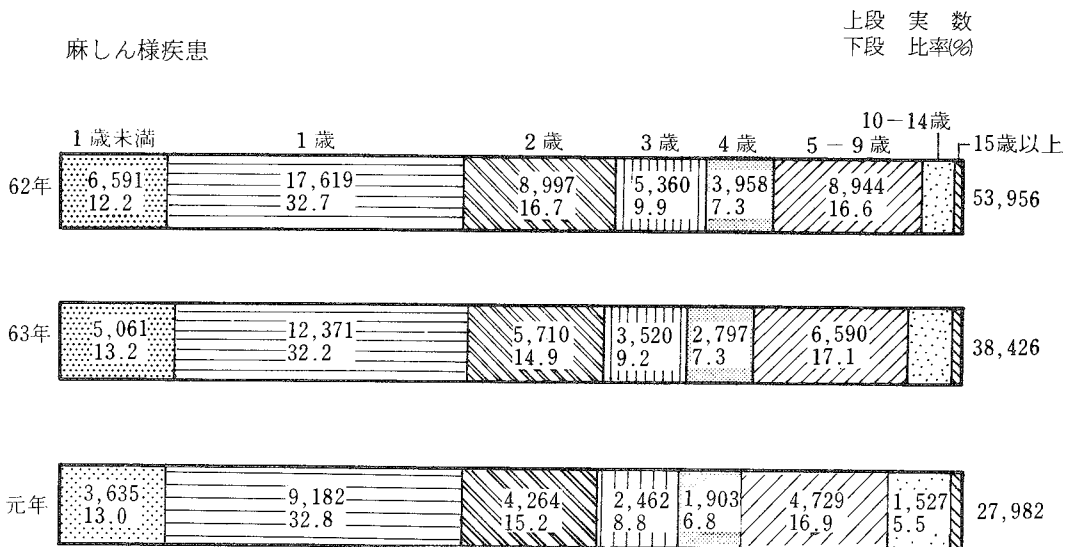 上段 実 数
下段 比率(%)
麻しん様疾患
1歳未満 1歳 2歳 3歳 4歳 5-9歳 10-14歳 15歳以上
62年 6,591 17,619 8,997 5,360 3,958 8,944 53,956
12.2 32.7 16.7 9.9 7.3 16.6
63年 5,061 12,371 5,710 3,520 2,797 6,590 38,426
13.2 32.2 14.9 9.2 7.3 17.1
元年 3,635 9,182 4,264 2,462 1,903 4,729 1,527 27,982
13.0 32.8 15.2 8.8 6.8 16.9 5.5